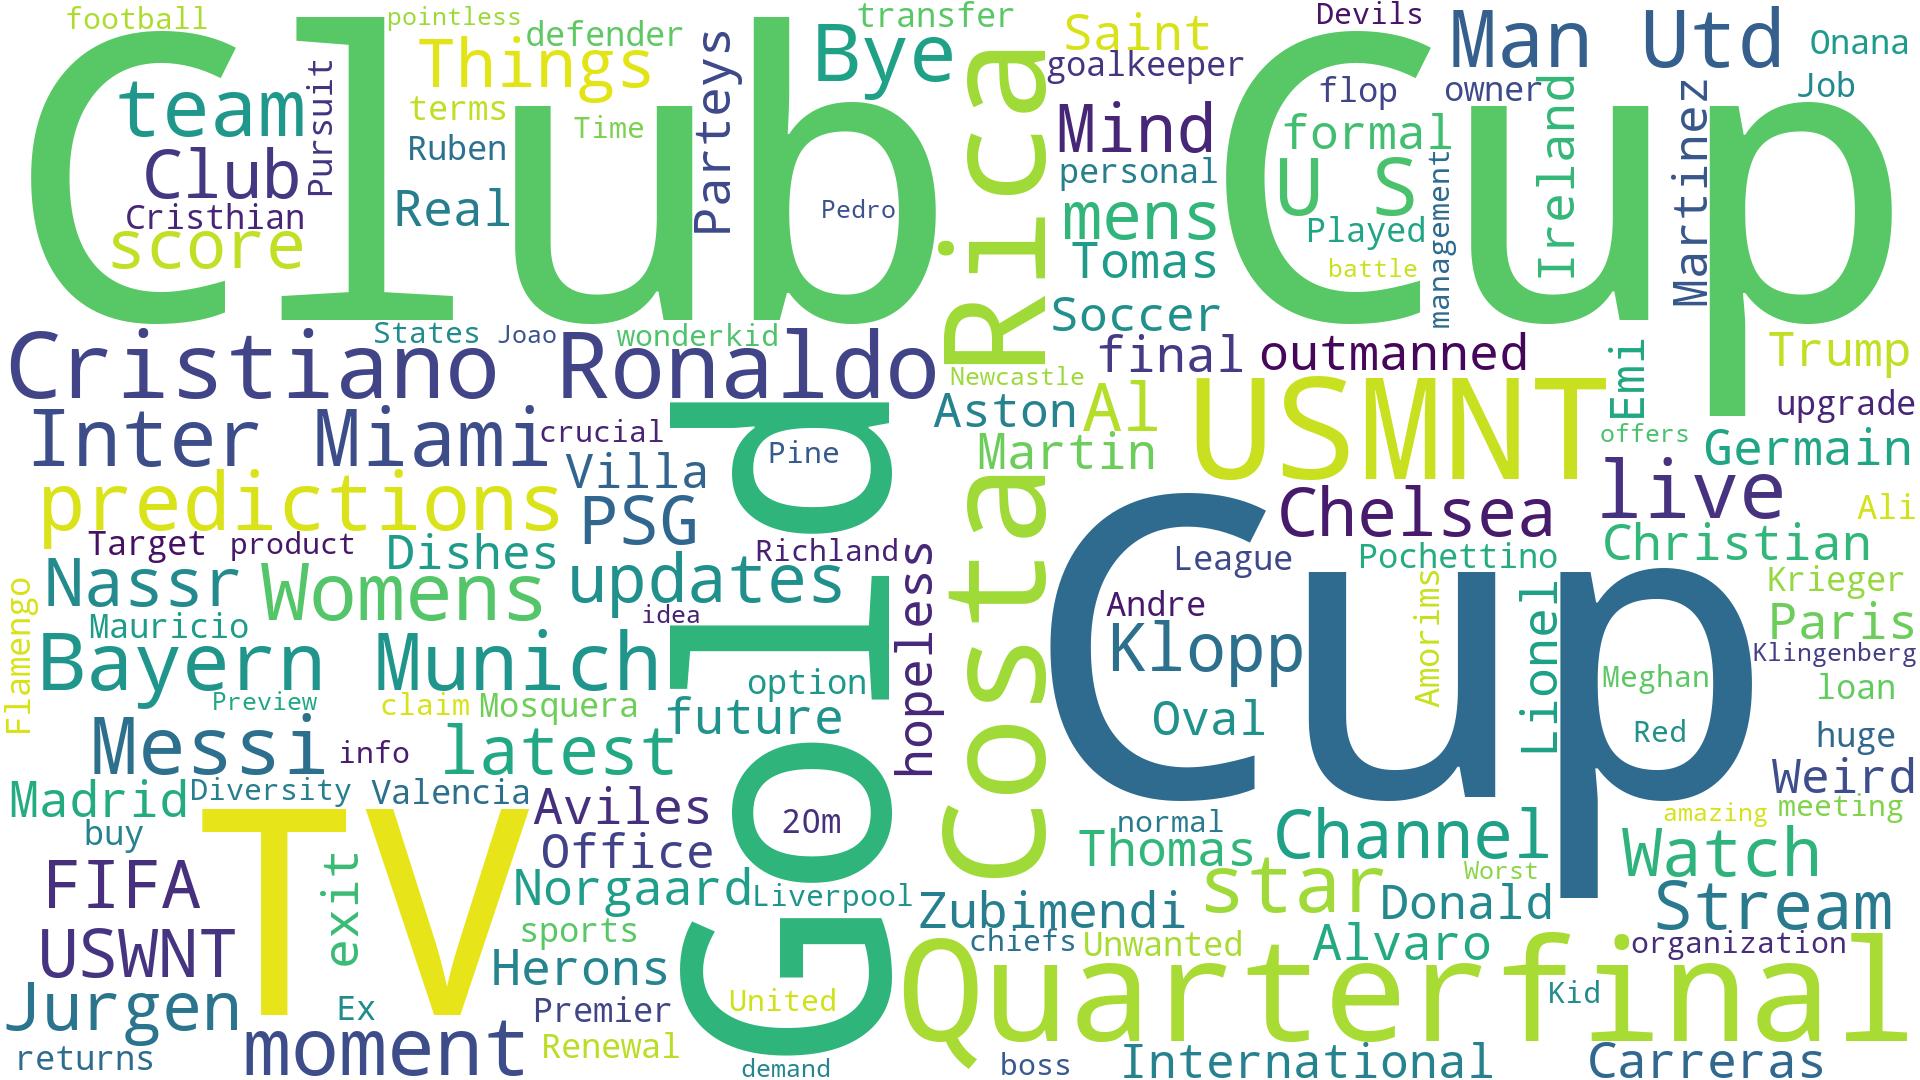 football
pointless
transfer
Devils
Club
Cup
defender
Things
Bye
Saint
Man Utd
Onana
goalkeeper
team
Pursuit
terms
Parteys
flop
owner
Job
Time
Ruben
Mind
formal
Ireland
Martinez
Club
Cristhian
score
Real
Pedro
personal
U S
management
mens
Played
Tomas
battle
Costa Rica
Soccer
States
Joao
wonderkid
Cristiano Ronaldo
final
outmanned
Emi
Trump
Newcastle
USMNT
upgrade
Inter Miami
crucial
Gold
Pine
Aston
Al
offers
Germain
Martin
Villa
predictions
PSG
Chelsea
live
Ali
Cup
Target
product
Dishes
Richland
League
Pochettino
Christian
Nassr
Womens
updates
hopeless
Amorims
Lionel
Krieger
Flamengo
idea
Andre
Paris
Mauricio
Klopp
Bayern Munich
Klingenberg
option
Meghan
loan
Preview
claim
Mosquera
future
Oval
Red
huge
Messi
info
latest
Weird
Madrid
Diversity
Valencia
Aviles
TV
20m
normal
amazing
meeting
buy
exit
Office
Thomas
Channel
Watch
FIFA
Norgaard
Liverpool
star
Worst
Zubimendi
Donald
Stream
USWNT
sports
chiefs
Unwanted
Alvaro
organization
Herons
Quarterfinal
Jurgen
Ex
Premier
United
Kid
moment
Renewal
returns
demand
boss
International
Carreras